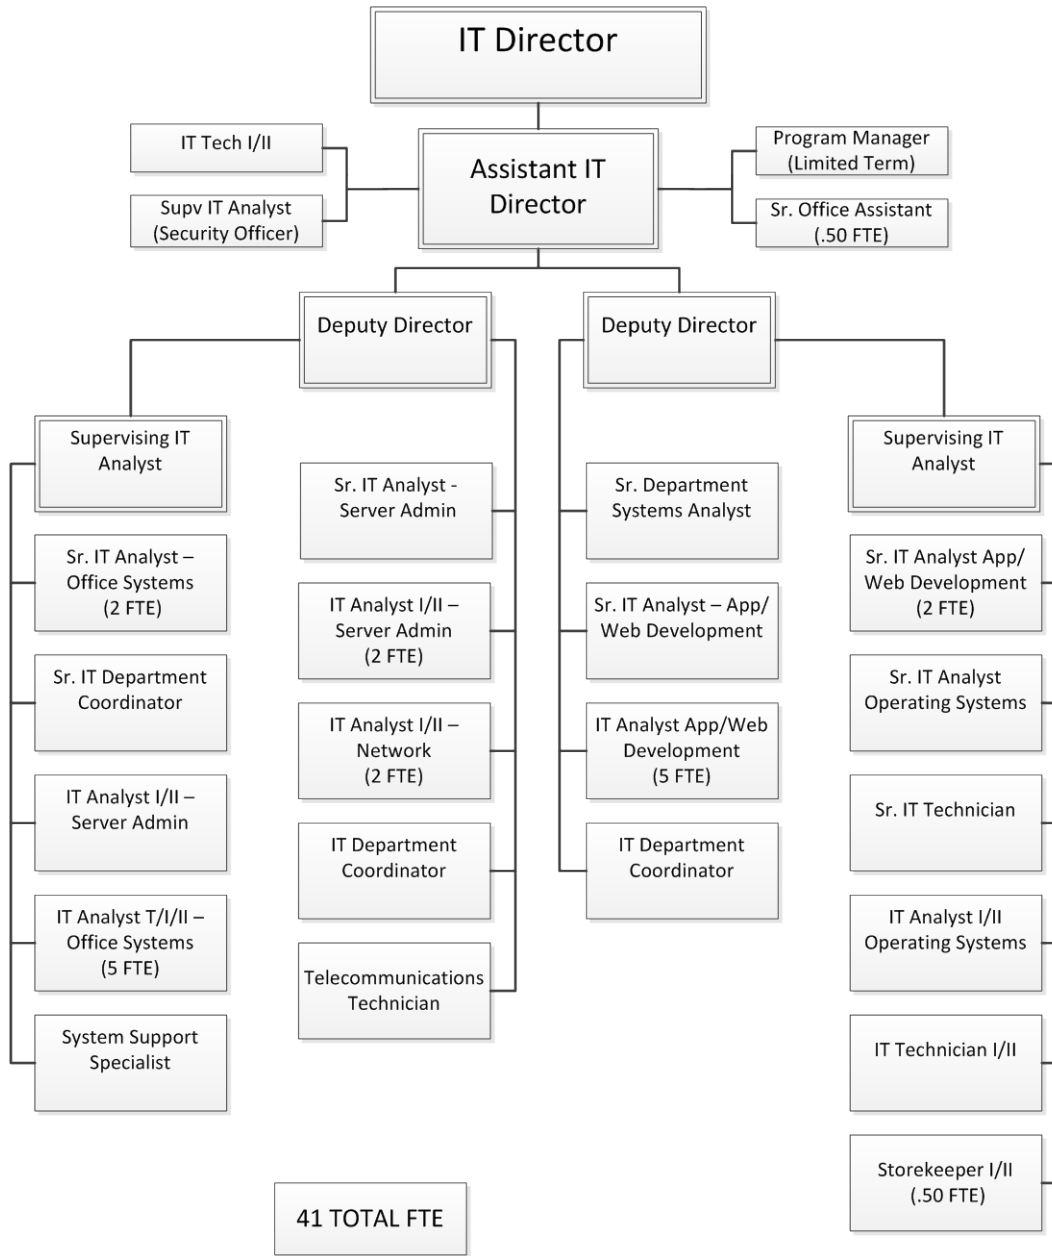 IT Director
IT Tech I/II
Supv IT Analyst
(Security Officer)
Assistant IT
Director
Program Manager
(Limited Term)
Sr. Office Assistant
(.50 FTE)
Deputy Director
Deputy Director
Supervising IT
Analyst
Sr. IT Analyst –
Office Systems
(2 FTE)
Sr. IT Department
Coordinator
IT Analyst I/II –
Server Admin
IT Analyst T/I/II –
Office Systems
(5 FTE)
System Support
Specialist
Sr. IT Analyst -
Server Admin
IT Analyst I/II –
Server Admin
(2 FTE)
IT Analyst I/II –
Network
(2 FTE)
IT Department
Coordinator
Telecommunications
Technician
Sr. Department
Systems Analyst
Sr. IT Analyst – App/
Web Development
IT Analyst App/Web
Development
(5 FTE)
IT Department
Coordinator
Supervising IT
Analyst
Sr. IT Analyst App/
Web Development
(2 FTE)
Sr. IT Analyst
Operating Systems
Sr. IT Technician
IT Analyst I/II
Operating Systems
IT Technician I/II
Storekeeper I/II
(.50 FTE)
41 TOTAL FTE